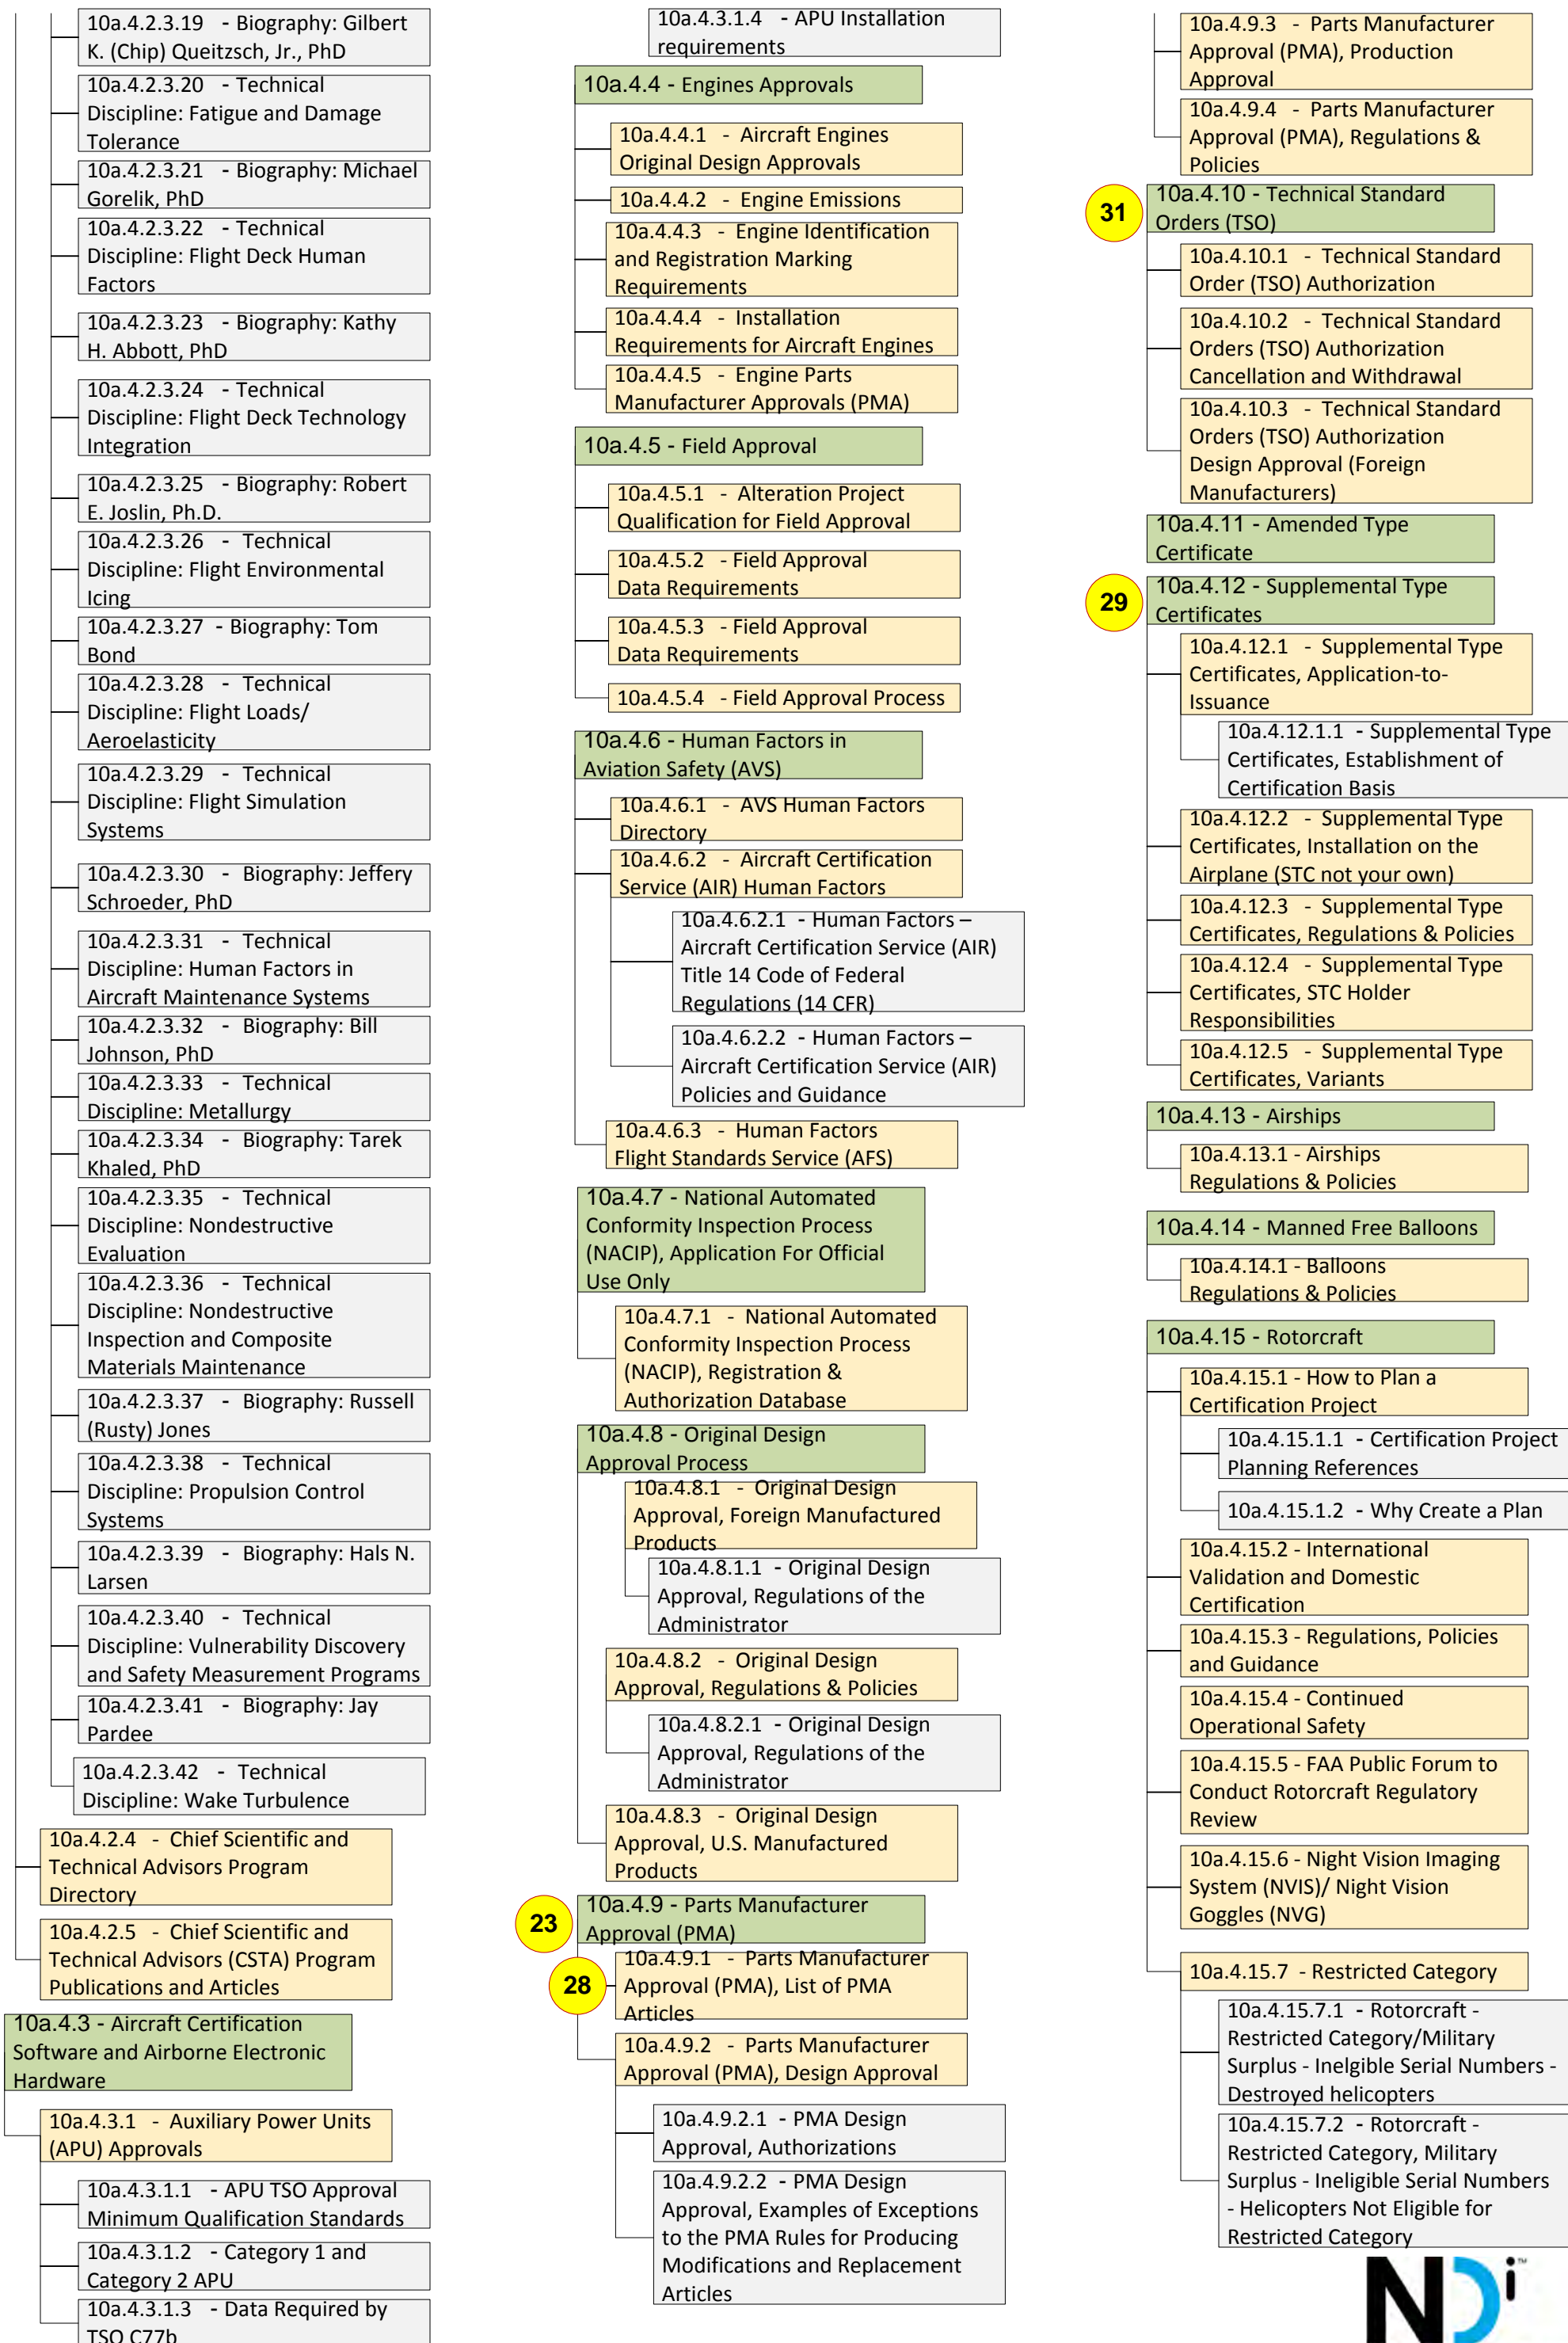 10a.4.2.3.19 - Biography: Gilbert
K. (Chip) Queitzsch, Jr., PhD
10a.4.2.3.20 - Technical
Discipline: Fatigue and Damage
Tolerance
10a.4.2.3.21 - Biography: Michael
Gorelik, PhD
10a.4.2.3.22 - Technical
Discipline: Flight Deck Human
Factors
10a.4.2.3.23 - Biography: Kathy
H. Abbott, PhD
10a.4.2.3.24 - Technical
Discipline: Flight Deck Technology
Integration
10a.4.2.3.25 - Biography: Robert
E. Joslin, Ph.D.
10a.4.2.3.26 - Technical
Discipline: Flight Environmental
Icing
10a.4.2.3.27 - Biography: Tom
Bond
10a.4.2.3.28 - Technical
Discipline: Flight Loads/
Aeroelasticity
10a.4.2.3.29 - Technical
Discipline: Flight Simulation
Systems
10a.4.2.3.30 - Biography: Jeffery
Schroeder, PhD
10a.4.2.3.31 - Technical
Discipline: Human Factors in
Aircraft Maintenance Systems
10a.4.2.3.32 - Biography: Bill
Johnson, PhD
10a.4.2.3.33 - Technical
Discipline: Metallurgy
10a.4.2.3.34 - Biography: Tarek
Khaled, PhD
10a.4.2.3.35 - Technical
Discipline: Nondestructive
Evaluation
10a.4.2.3.36 - Technical
Discipline: Nondestructive
Inspection and Composite
Materials Maintenance
10a.4.2.3.37 - Biography: Russell
(Rusty) Jones
10a.4.2.3.38 - Technical
Discipline: Propulsion Control
Systems
10a.4.2.3.39 - Biography: Hals N.
Larsen
10a.4.2.3.40 - Technical
Discipline: Vulnerability Discovery
and Safety Measurement Programs
10a.4.2.3.41 - Biography: Jay
Pardee
10a.4.2.3.42 - Technical
Discipline: Wake Turbulence
10a.4.2.4 - Chief Scientific and
Technical Advisors Program
Directory
10a.4.2.5 - Chief Scientific and
Technical Advisors (CSTA) Program
Publications and Articles
10a.4.3 - Aircraft Certification
Software and Airborne Electronic
Hardware
10a.4.3.1 - Auxiliary Power Units
(APU) Approvals
10a.4.3.1.1 - APU TSO Approval
Minimum Qualification Standards
10a.4.3.1.2 - Category 1 and
Category 2 APU
10a.4.3.1.3 - Data Required by
TSO C77b
10a.4.3.1.4 - APU Installation
requirements
10a.4.4 - Engines Approvals
10a.4.4.1 - Aircraft Engines
Original Design Approvals
10a.4.4.2 - Engine Emissions
10a.4.4.3 - Engine Identification
and Registration Marking
Requirements
10a.4.4.4 - Installation
Requirements for Aircraft Engines
10a.4.4.5 - Engine Parts
Manufacturer Approvals (PMA)
10a.4.5 - Field Approval
10a.4.5.1 - Alteration Project
Qualification for Field Approval
10a.4.5.2 - Field Approval
Data Requirements
10a.4.5.3 - Field Approval
Data Requirements
10a.4.5.4 - Field Approval Process
10a.4.6 - Human Factors in
Aviation Safety (AVS)
10a.4.6.1 - AVS Human Factors
Directory
10a.4.6.2 - Aircraft Certification
Service (AIR) Human Factors
10a.4.6.2.1 - Human Factors –
Aircraft Certification Service (AIR)
Title 14 Code of Federal
Regulations (14 CFR)
10a.4.6.2.2 - Human Factors –
Aircraft Certification Service (AIR)
Policies and Guidance
10a.4.6.3 - Human Factors
Flight Standards Service (AFS)
10a.4.7 - National Automated
Conformity Inspection Process
(NACIP), Application For Official
Use Only
10a.4.7.1 - National Automated
Conformity Inspection Process
(NACIP), Registration &
Authorization Database
10a.4.8 - Original Design
Approval Process
10a.4.8.1 - Original Design
Approval, Foreign Manufactured
Products
10a.4.8.1.1 - Original Design
Approval, Regulations of the
Administrator
10a.4.8.2 - Original Design
Approval, Regulations & Policies
10a.4.8.2.1 - Original Design
Approval, Regulations of the
Administrator
10a.4.8.3 - Original Design
Approval, U.S. Manufactured
Products
23
10a.4.9 - Parts Manufacturer
Approval (PMA)
28
10a.4.9.1 - Parts Manufacturer
Approval (PMA), List of PMA
Articles
10a.4.9.2 - Parts Manufacturer
Approval (PMA), Design Approval
10a.4.9.2.1 - PMA Design
Approval, Authorizations
10a.4.9.2.2 - PMA Design
Approval, Examples of Exceptions
to the PMA Rules for Producing
Modifications and Replacement
Articles
10a.4.9.3 - Parts Manufacturer
Approval (PMA), Production
Approval
10a.4.9.4 - Parts Manufacturer
Approval (PMA), Regulations &
Policies
31
10a.4.10 - Technical Standard
Orders (TSO)
10a.4.10.1 - Technical Standard
Order (TSO) Authorization
10a.4.10.2 - Technical Standard
Orders (TSO) Authorization
Cancellation and Withdrawal
10a.4.10.3 - Technical Standard
Orders (TSO) Authorization
Design Approval (Foreign
Manufacturers)
10a.4.11 - Amended Type
Certificate
29
10a.4.12 - Supplemental Type
Certificates
10a.4.12.1 - Supplemental Type
Certificates, Application-to-
Issuance
10a.4.12.1.1 - Supplemental Type
Certificates, Establishment of
Certification Basis
10a.4.12.2 - Supplemental Type
Certificates, Installation on the
Airplane (STC not your own)
10a.4.12.3 - Supplemental Type
Certificates, Regulations & Policies
10a.4.12.4 - Supplemental Type
Certificates, STC Holder
Responsibilities
10a.4.12.5 - Supplemental Type
Certificates, Variants
10a.4.13 - Airships
10a.4.13.1 - Airships
Regulations & Policies
10a.4.14 - Manned Free Balloons
10a.4.14.1 - Balloons
Regulations & Policies
10a.4.15 - Rotorcraft
10a.4.15.1 - How to Plan a
Certification Project
10a.4.15.1.1 - Certification Project
Planning References
10a.4.15.1.2 - Why Create a Plan
10a.4.15.2 - International
Validation and Domestic
Certification
10a.4.15.3 - Regulations, Policies
and Guidance
10a.4.15.4 - Continued
Operational Safety
10a.4.15.5 - FAA Public Forum to
Conduct Rotorcraft Regulatory
Review
10a.4.15.6 - Night Vision Imaging
System (NVIS)/ Night Vision
Goggles (NVG)
10a.4.15.7 - Restricted Category
10a.4.15.7.1 - Rotorcraft -
Restricted Category/Military
Surplus - Inelgible Serial Numbers -
Destroyed helicopters
10a.4.15.7.2 - Rotorcraft -
Restricted Category, Military
Surplus - Ineligible Serial Numbers
- Helicopters Not Eligible for
Restricted Category
NDi™